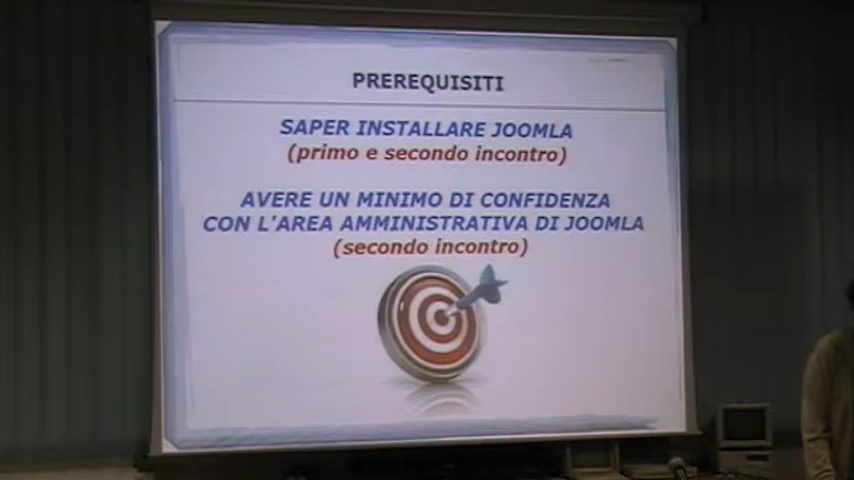 PREREQUISITI
SAPER INSTALLARE JOOMLA
(primo e secondo incontro)
AVERE UN MINIMO DI CONFIDENZA
CON L'AREA AMMINISTRATIVA DI JOOMLA
(secondo incontro)